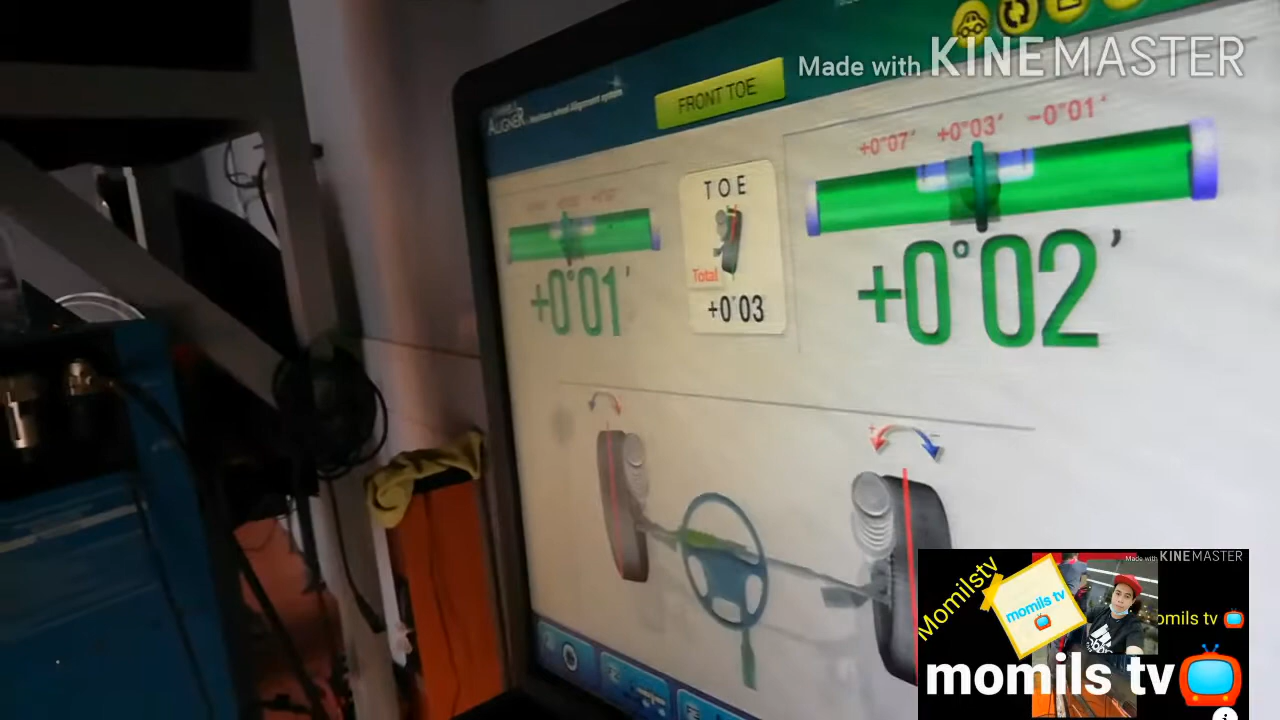 Made with KINEMASTER
ALIGNER
FRONT TOE
+0°07' +0°03' -0°01'
TOE
Total
+0°03
+0°01'
+0°02'
Made with KINEMASTER
Momilstv
momils tv
omils tv
momils tv